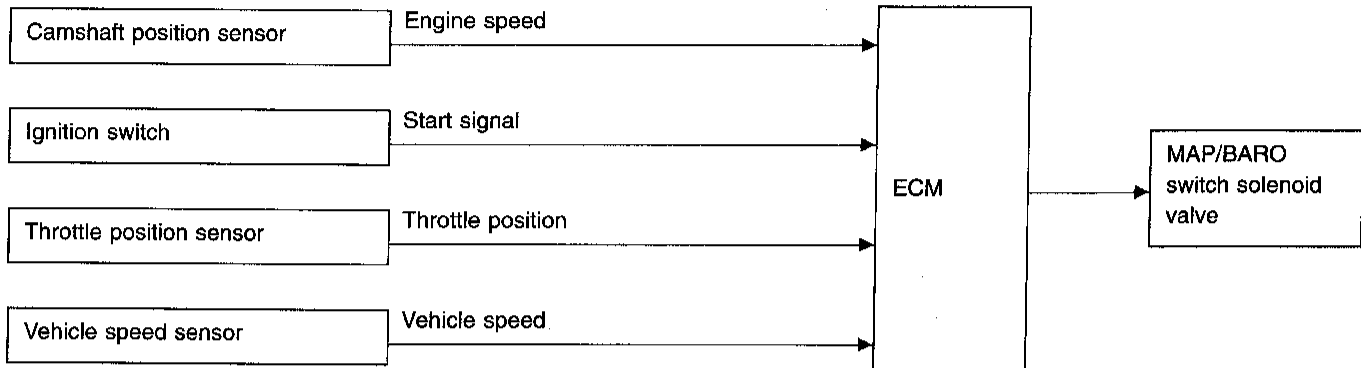 Camshaft position sensor
Engine speed
Ignition switch
Start signal
Throttle position sensor
Throttle position
Vehicle speed sensor
Vehicle speed
ECM
MAP/BARO
switch solenoid
valve